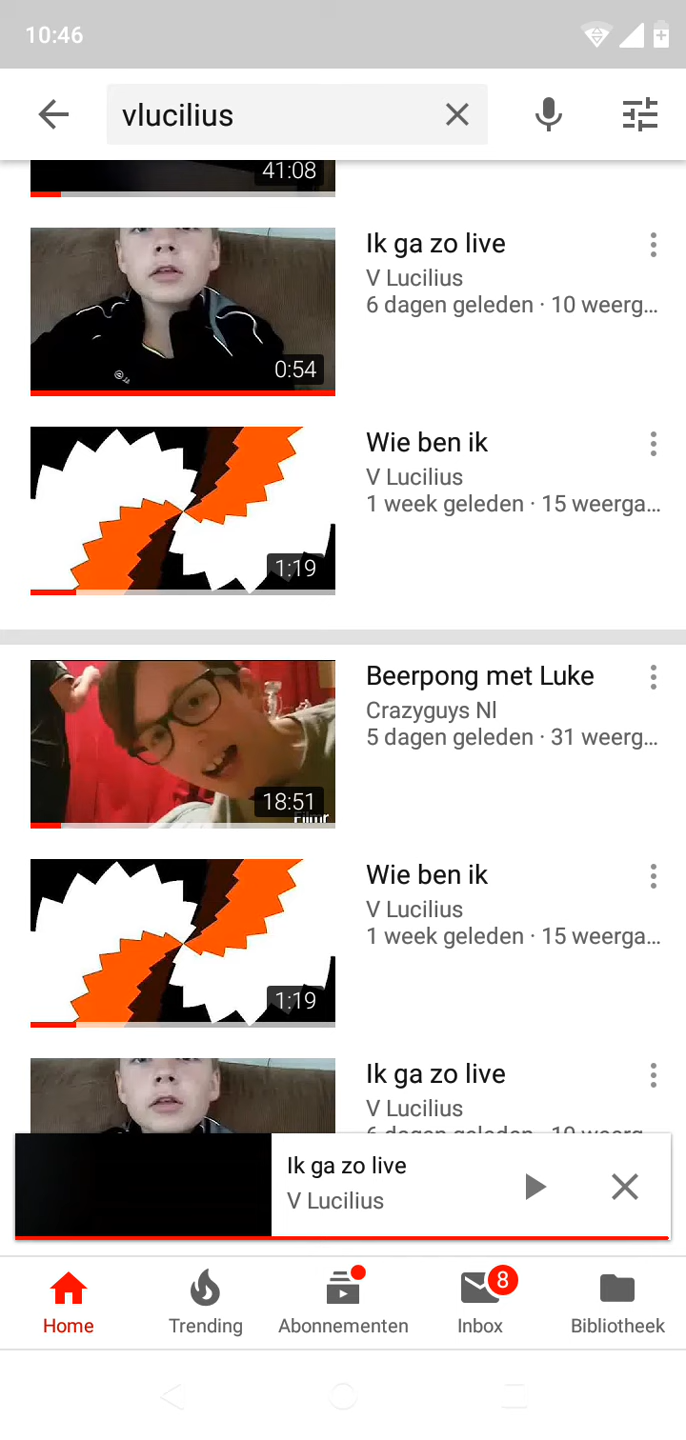 10:46
vlucilius
41:08
Ik ga zo live
V Lucilius
6 dagen geleden · 10 weerg...
0:54
Wie ben ik
V Lucilius
1 week geleden · 15 weerga...
1:19
Beerpong met Luke
Crazyguys Nl
5 dagen geleden · 31 weerg...
18:51
Wie ben ik
V Lucilius
1 week geleden · 15 weerga...
1:19
Ik ga zo live
V Lucilius
Ik ga zo live
V Lucilius
8
Home
Trending
Abonnementen
Inbox
Bibliotheek